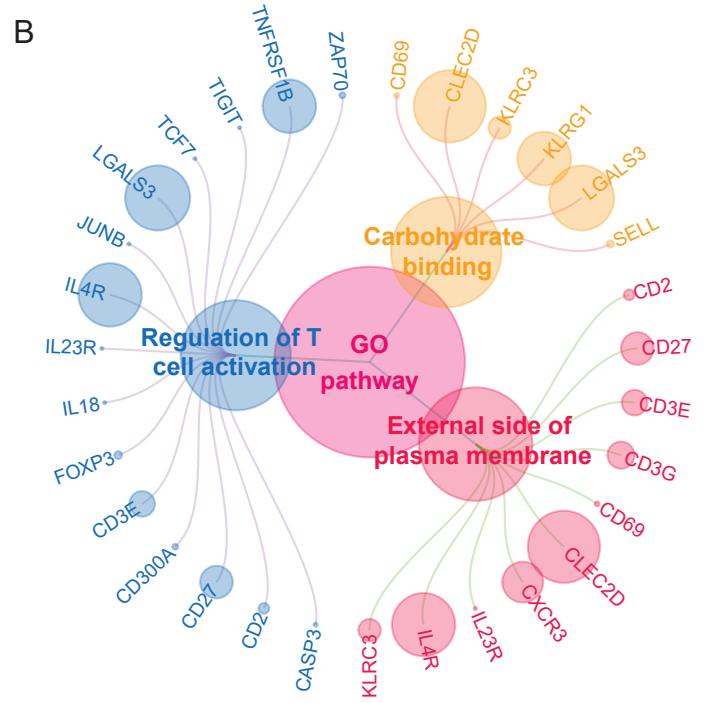 B
TNFRSF1B
ZAP70
TIGIT
TCF7
LGALS3
JUNB
IL4R
IL23R
IL18
FOXP3
CD3E
CD300A
CD27
CD2
CASP3
Regulation of T
cell activation
GO
pathway
Carbohydrate
binding
CD69
CLEC2D
KLRC3
KLRG1
LGALS3
SELL
External side of
plasma membrane
CD2
CD27
CD3E
CD3G
CD69
CLEC2D
CXCR3
IL23R
IL4R
KLRC3